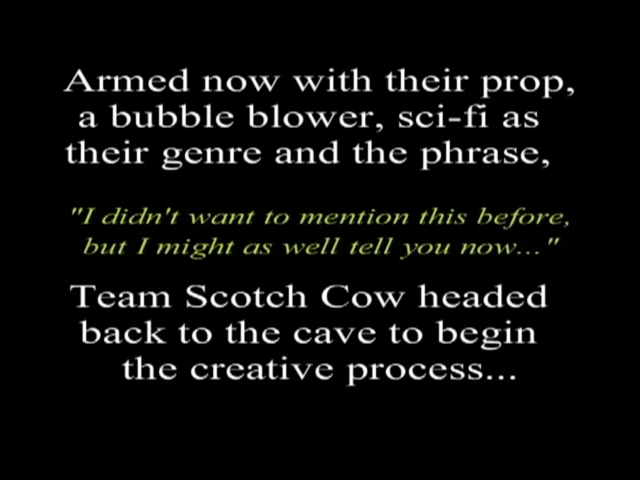 Armed now with their prop,
a bubble blower, sci-fi as
their genre and the phrase,
"I didn't want to mention this before,
but I might as well tell you now..."
Team Scotch Cow headed
back to the cave to begin
the creative process...